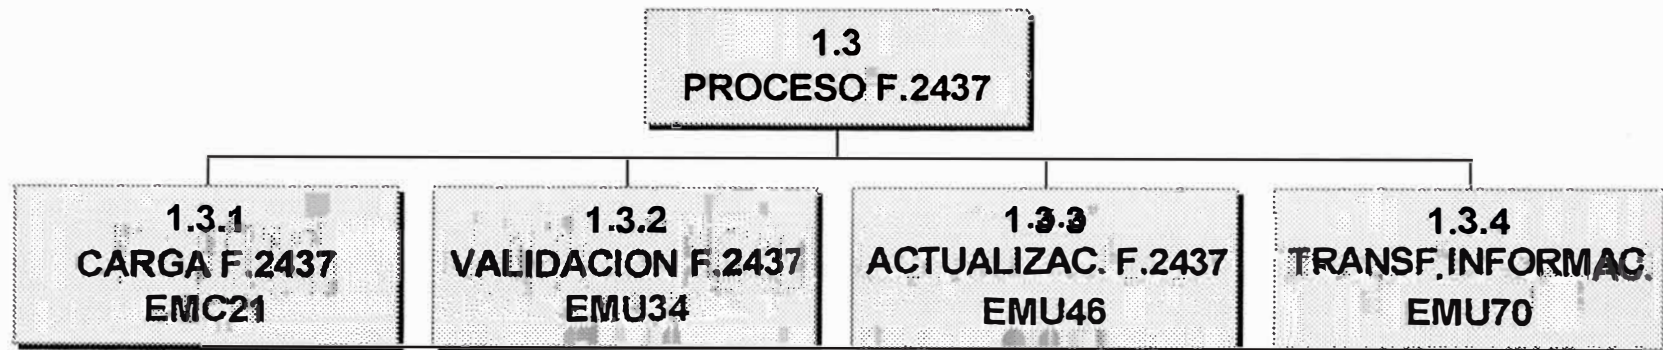 1.3
PROCESO F.2437
1.3.1
CARGA F.2437
EMC21
1.3.2
VALIDACION F.2437
EMU34
1.3.3
ACTUALIZAC. F.2437
EMU46
1.3.4
TRANSF.INFORMAC.
EMU70